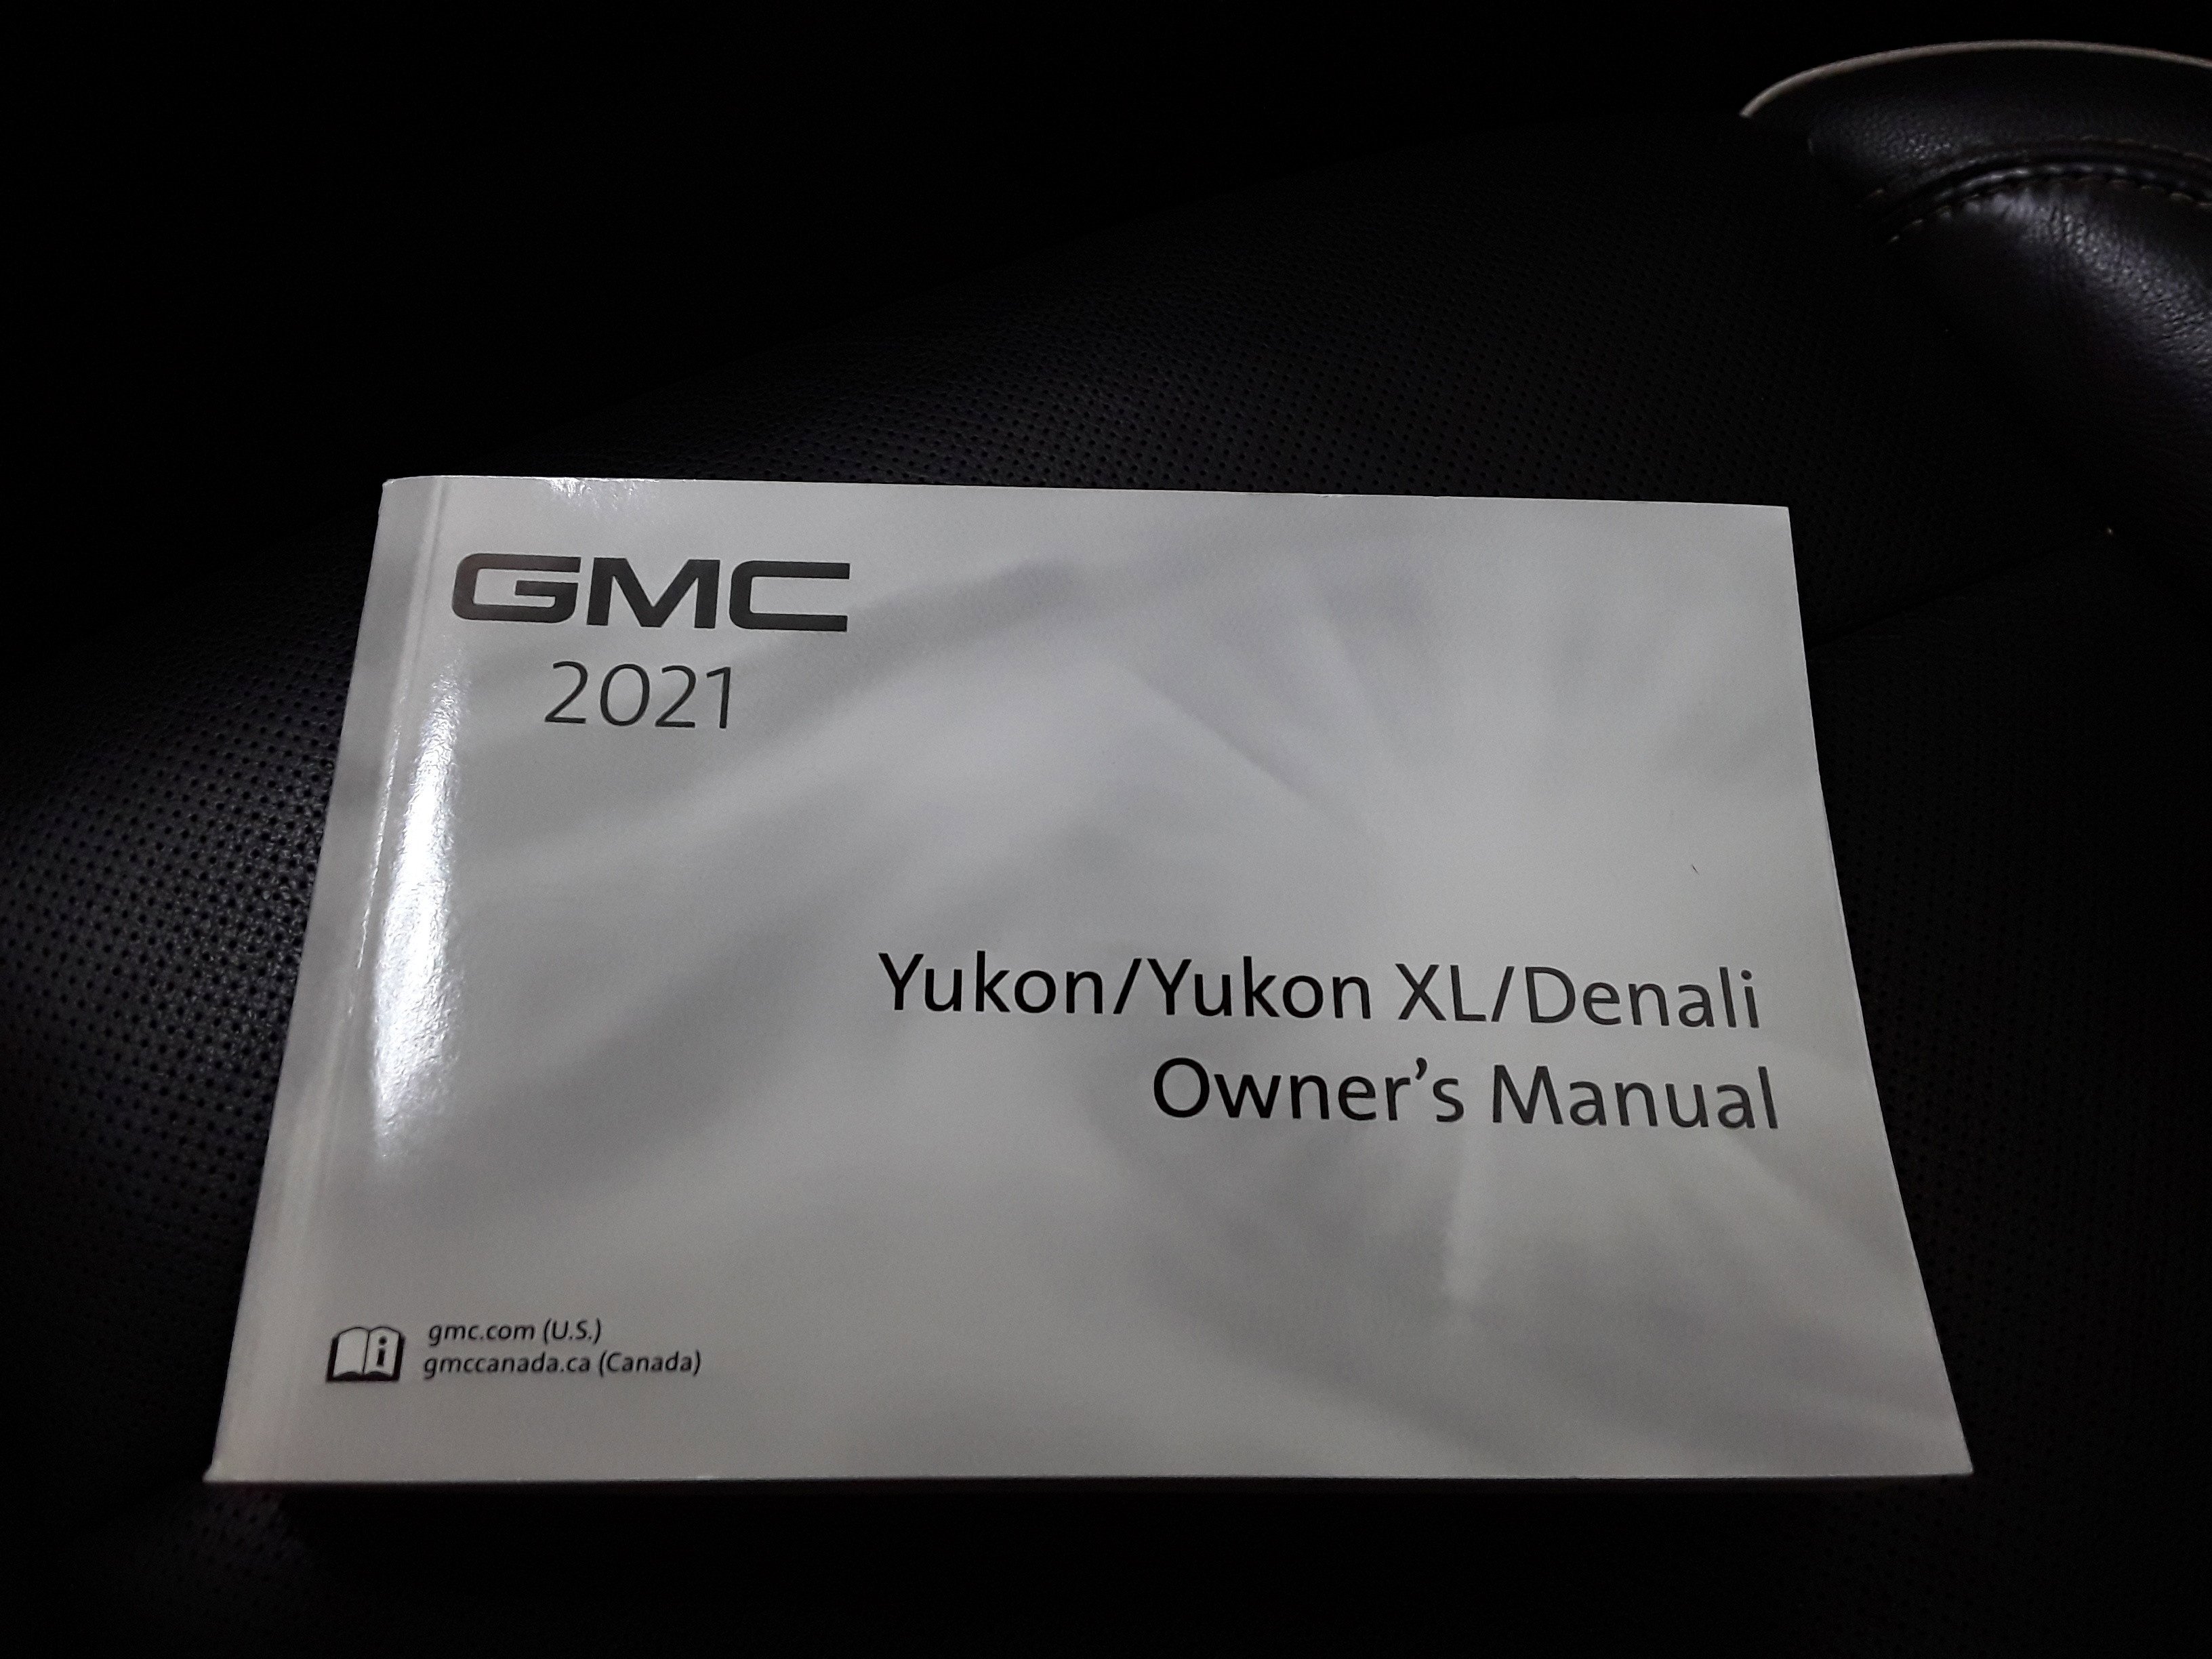 GMC
2021
Yukon/Yukon XL/Denali
Owner’s Manual
gmc.com (U.S.)
gmccanada.ca (Canada)